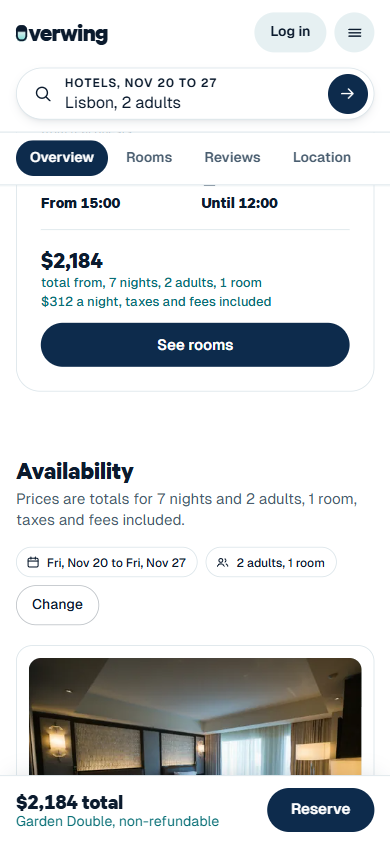 Overwing
Log in
HOTELS, NOV 20 TO 27
Lisbon, 2 adults
Overview
Rooms
Reviews
Location
From 15:00
Until 12:00
$2,184
total from, 7 nights, 2 adults, 1 room
$312 a night, taxes and fees included
See rooms
Availability
Prices are totals for 7 nights and 2 adults, 1 room,
taxes and fees included.
Fri, Nov 20 to Fri, Nov 27
2 adults, 1 room
Change
$2,184 total
Garden Double, non-refundable
Reserve